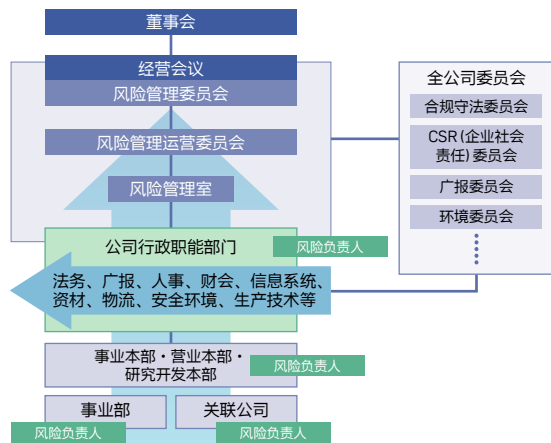 董事会
经营会议
风险管理委员会
风险管理运营委员会
风险管理室
全公司委员会
合规守法委员会
CSR (企业社会
责任) 委员会
广报委员会
环境委员会
公司行政职能部门
风险负责人
法务、广报、人事、财会、信息系统、
资材、物流、安全环境、生产技术等
事业本部・营业本部・
研究开发本部
风险负责人
事业部
关联公司
风险负责人
风险负责人